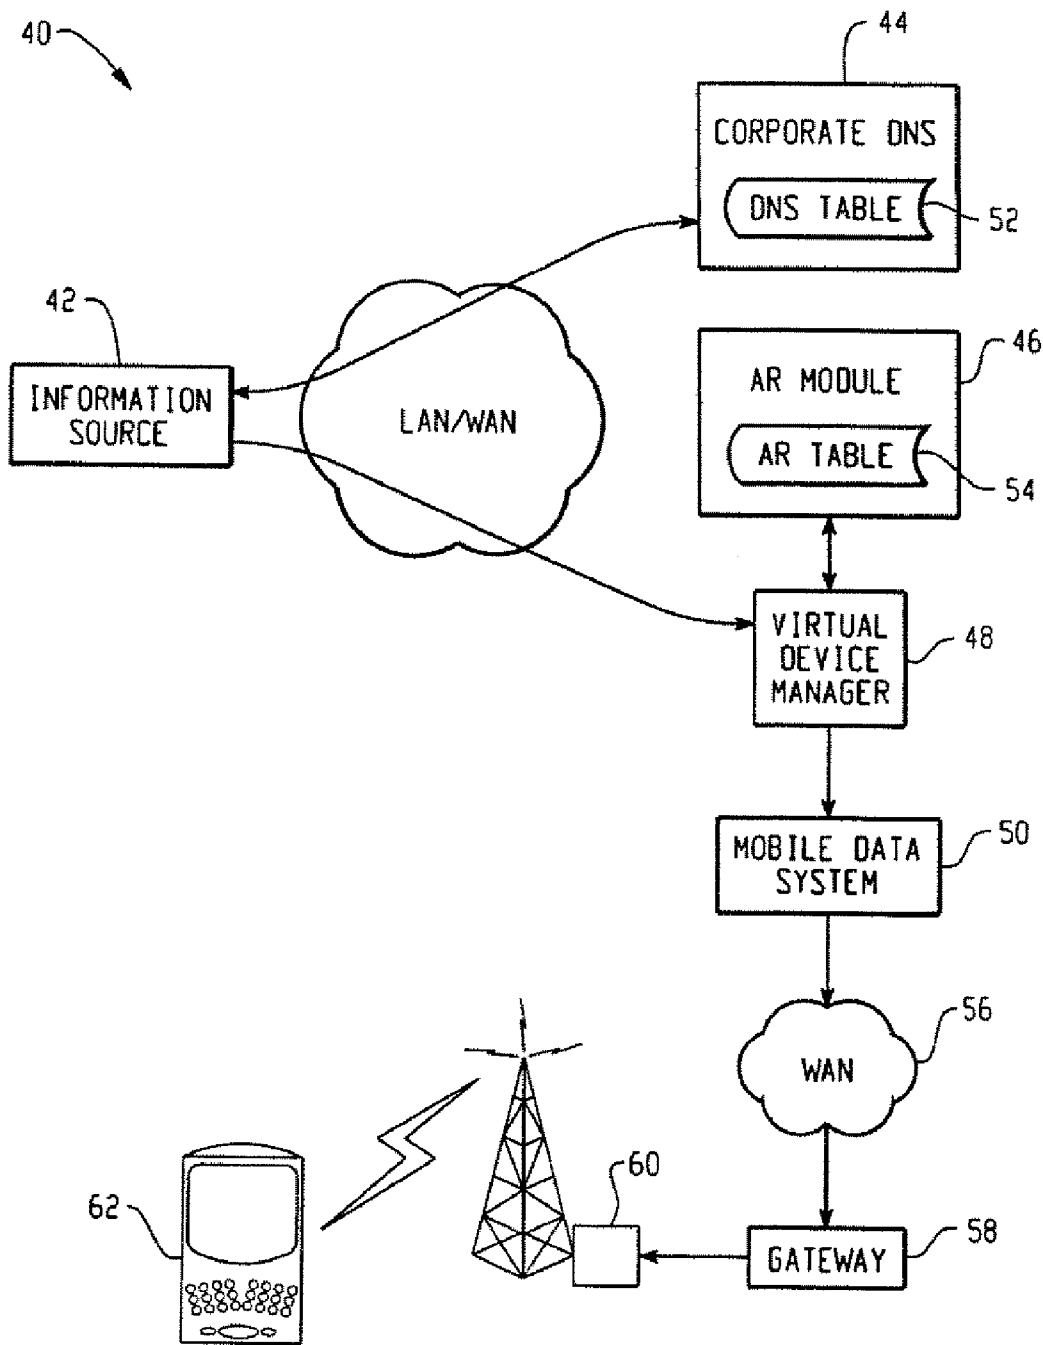 40
44
CORPORATE DNS
DNS TABLE
52
42
INFORMATION
SOURCE
LAN/WAN
46
AR MODULE
AR TABLE
54
VIRTUAL
DEVICE
MANAGER
48
MOBILE DATA
SYSTEM
50
56
WAN
60
62
GATEWAY
58